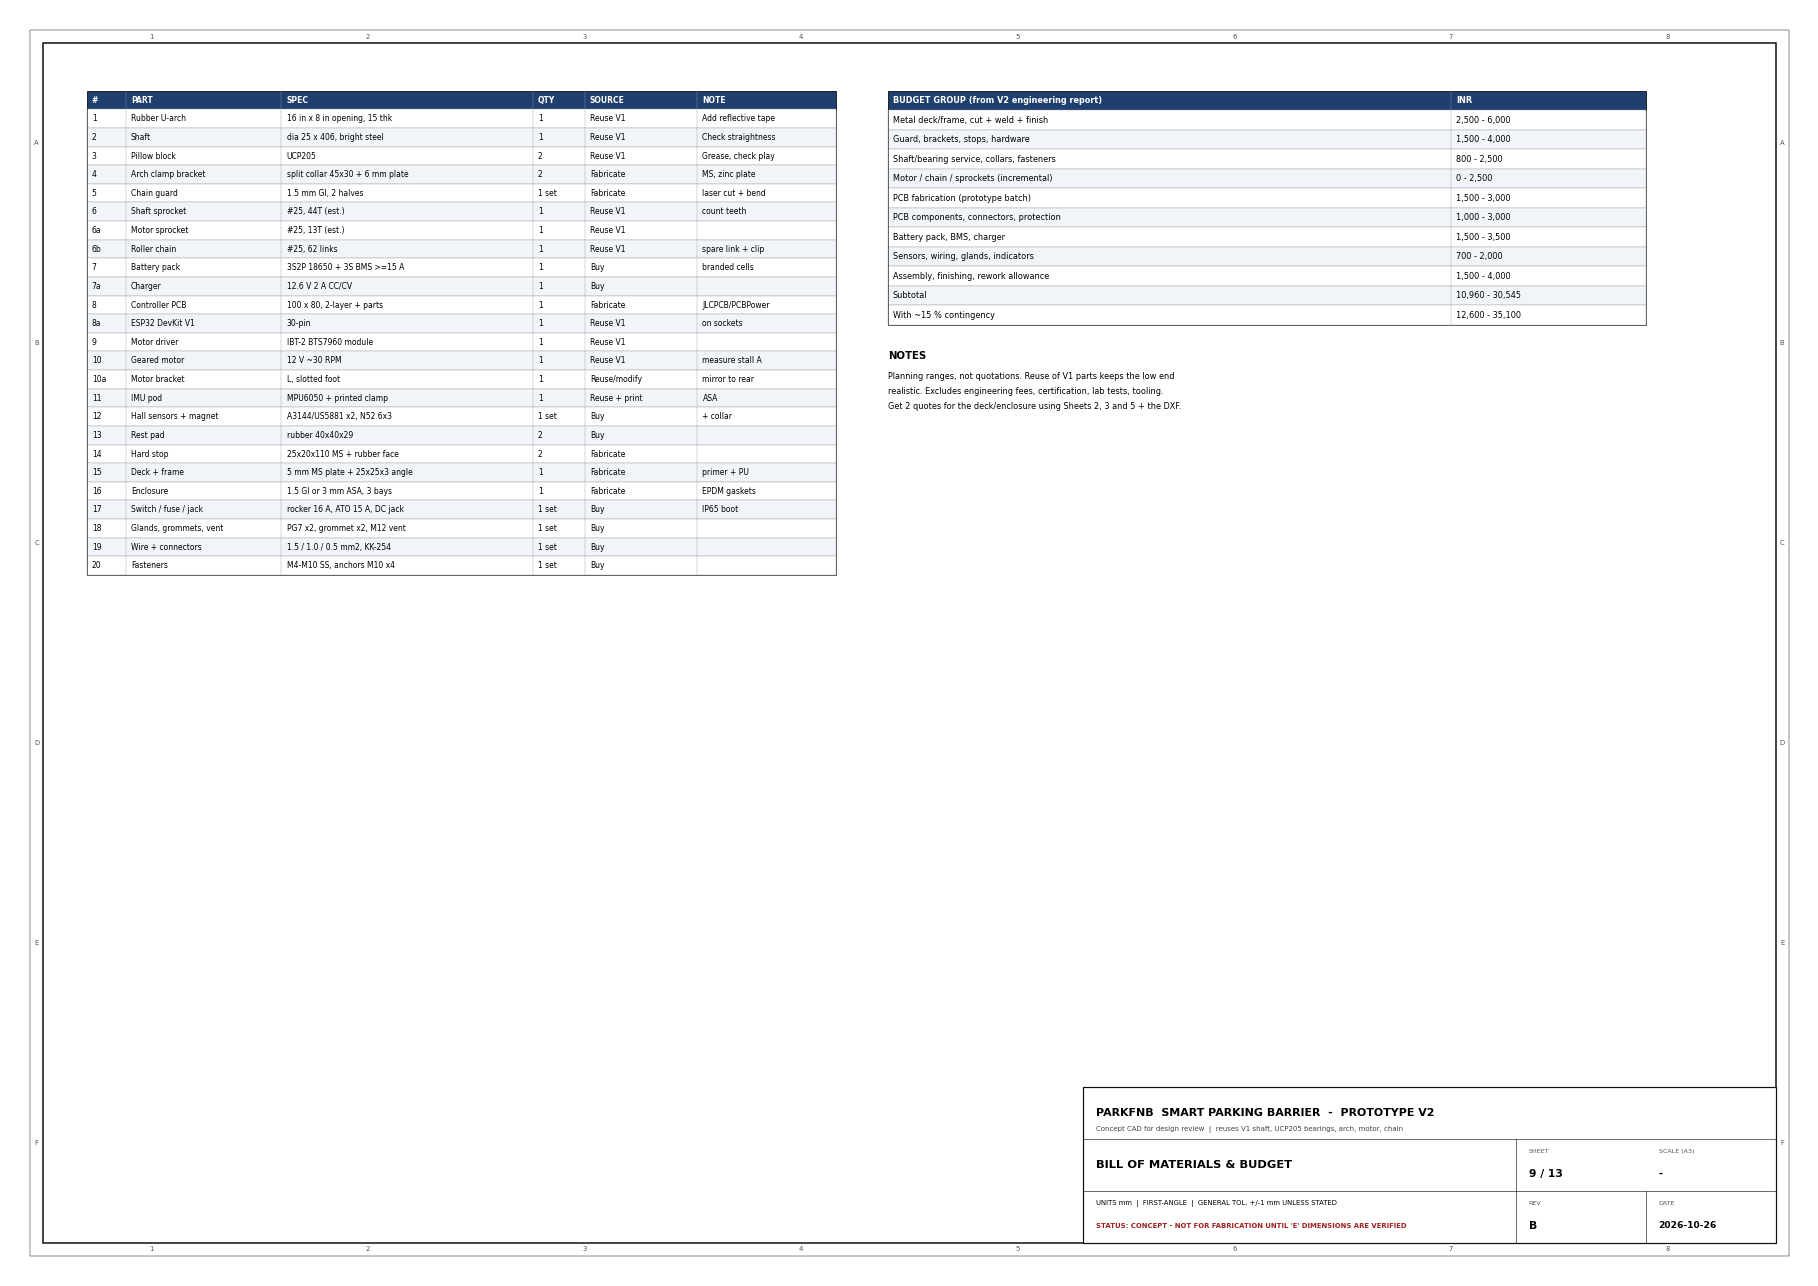 1 2 3 4 5 6 7 8
A
B
C
D
E
F
# PART SPEC QTY SOURCE NOTE
1 Rubber U-arch 16 in x 8 in opening, 15 thk 1 Reuse V1 Add reflective tape
2 Shaft dia 25 x 406, bright steel 1 Reuse V1 Check straightness
3 Pillow block UCP205 2 Reuse V1 Grease, check play
4 Arch clamp bracket split collar 45x30 + 6 mm plate 2 Fabricate MS, zinc plate
5 Chain guard 1.5 mm GI, 2 halves 1 set Fabricate laser cut + bend
6 Shaft sprocket #25, 44T (est.) 1 Reuse V1 count teeth
6a Motor sprocket #25, 13T (est.) 1 Reuse V1
6b Roller chain #25, 62 links 1 Reuse V1 spare link + clip
7 Battery pack 3S2P 18650 + 3S BMS >=15 A 1 Buy branded cells
7a Charger 12.6 V 2 A CC/CV 1 Buy
8 Controller PCB 100 x 80, 2-layer + parts 1 Fabricate JLCPCB/PCBPower
8a ESP32 DevKit V1 30-pin 1 Reuse V1 on sockets
9 Motor driver IBT-2 BTS7960 module 1 Reuse V1
10 Geared motor 12 V ~30 RPM 1 Reuse V1 measure stall A
10a Motor bracket L, slotted foot 1 Reuse/modify mirror to rear
11 IMU pod MPU6050 + printed clamp 1 Reuse + print ASA
12 Hall sensors + magnet A3144/US5881 x2, N52 6x3 1 set Buy + collar
13 Rest pad rubber 40x40x29 2 Buy
14 Hard stop 25x20x110 MS + rubber face 2 Fabricate
15 Deck + frame 5 mm MS plate + 25x25x3 angle 1 Fabricate primer + PU
16 Enclosure 1.5 GI or 3 mm ASA, 3 bays 1 Fabricate EPDM gaskets
17 Switch / fuse / jack rocker 16 A, ATO 15 A, DC jack 1 set Buy IP65 boot
18 Glands, grommets, vent PG7 x2, grommet x2, M12 vent 1 set Buy
19 Wire + connectors 1.5 / 1.0 / 0.5 mm2, KK-254 1 set Buy
20 Fasteners M4-M10 SS, anchors M10 x4 1 set Buy
BUDGET GROUP (from V2 engineering report) INR
Metal deck/frame, cut + weld + finish 2,500 - 6,000
Guard, brackets, stops, hardware 1,500 - 4,000
Shaft/bearing service, collars, fasteners 800 - 2,500
Motor / chain / sprockets (incremental) 0 - 2,500
PCB fabrication (prototype batch) 1,500 - 3,000
PCB components, connectors, protection 1,000 - 3,000
Battery pack, BMS, charger 1,500 - 3,500
Sensors, wiring, glands, indicators 700 - 2,000
Assembly, finishing, rework allowance 1,500 - 4,000
Subtotal 10,960 - 30,545
With ~15 % contingency 12,600 - 35,100
NOTES
Planning ranges, not quotations. Reuse of V1 parts keeps the low end
realistic. Excludes engineering fees, certification, lab tests, tooling.
Get 2 quotes for the deck/enclosure using Sheets 2, 3 and 5 + the DXF.
A
B
C
D
E
F
PARKFNB SMART PARKING BARRIER - PROTOTYPE V2
Concept CAD for design review | reuses V1 shaft, UCP205 bearings, arch, motor, chain
BILL OF MATERIALS & BUDGET
SHEET SCALE (A3)
9 / 13 -
UNITS mm | FIRST-ANGLE | GENERAL TOL. +/-1 mm UNLESS STATED
STATUS: CONCEPT - NOT FOR FABRICATION UNTIL 'E' DIMENSIONS ARE VERIFIED
REV DATE
B 2026-10-26
1 2 3 4 5 6 7 8